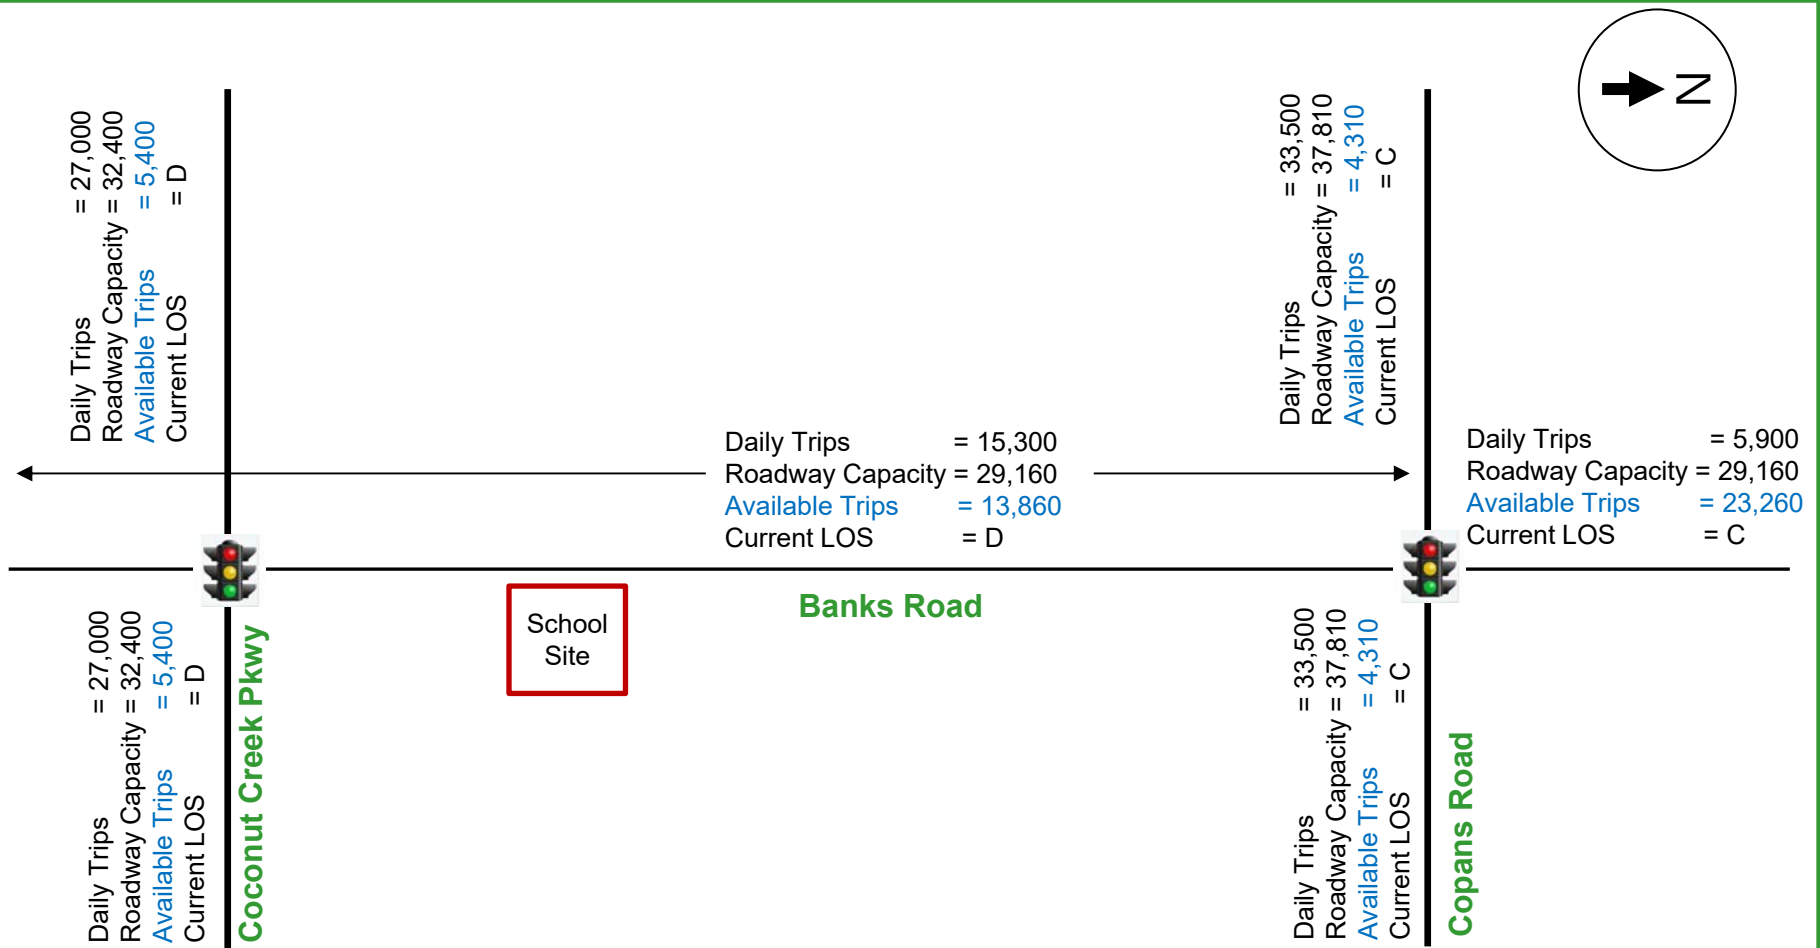 N
Daily Trips = 27,000
Roadway Capacity = 32,400
Available Trips = 5,400
Current LOS = D
Daily Trips = 33,500
Roadway Capacity = 37,810
Available Trips = 4,310
Current LOS = C
Daily Trips = 15,300
Roadway Capacity = 29,160
Available Trips = 13,860
Current LOS = D
Daily Trips = 5,900
Roadway Capacity = 29,160
Available Trips = 23,260
Current LOS = C
School
Site
Banks Road
Daily Trips = 27,000
Roadway Capacity = 32,400
Available Trips = 5,400
Current LOS = D
Coconut Creek Pkwy
Daily Trips = 33,500
Roadway Capacity = 37,810
Available Trips = 4,310
Current LOS = C
Copans Road